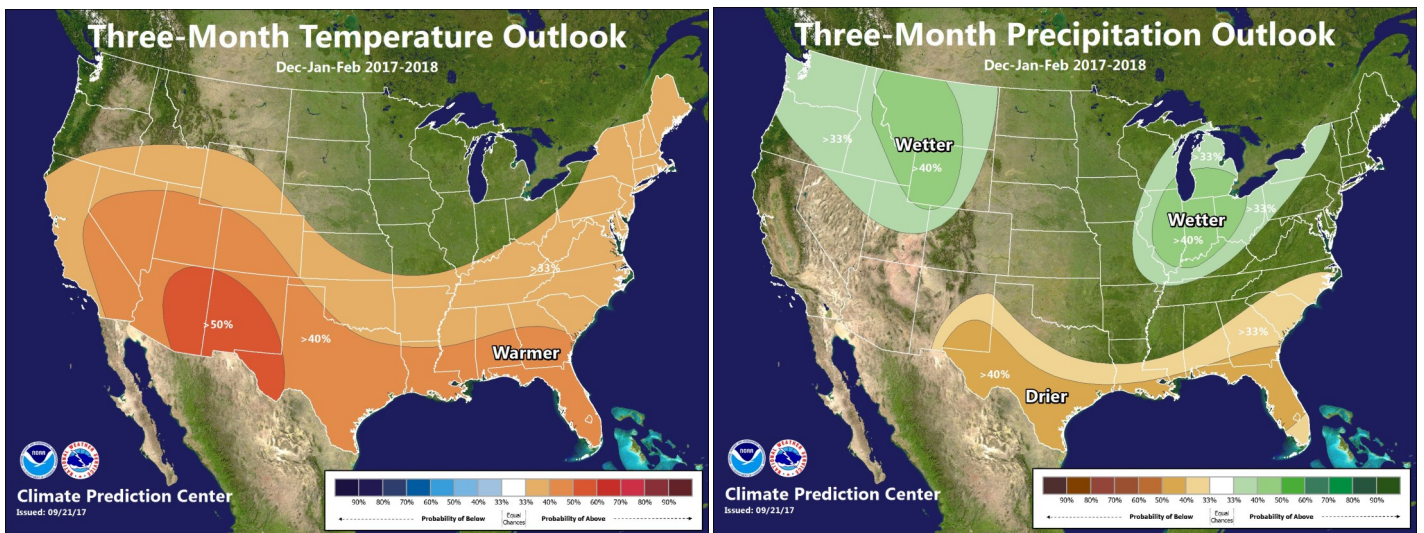 Three-Month Temperature Outlook
Dec-Jan-Feb 2017-2018
>33%
>50%
>40%
Warmer
NOAA
Climate Prediction Center
Issued: 09/21/17
90% 80% 70% 60% 50% 40% 33% 33% 40% 50% 60% 70% 80% 90%
Probability of Below Equal Chances Probability of Above
Three-Month Precipitation Outlook
Dec-Jan-Feb 2017-2018
>33%
Wetter
>40%
>33%
>33%
Wetter
>40%
>33%
>40%
Drier
NOAA
Climate Prediction Center
Issued: 09/21/17
90% 80% 70% 60% 50% 40% 33% 33% 40% 50% 60% 70% 80% 90%
Probability of Below Equal Chances Probability of Above